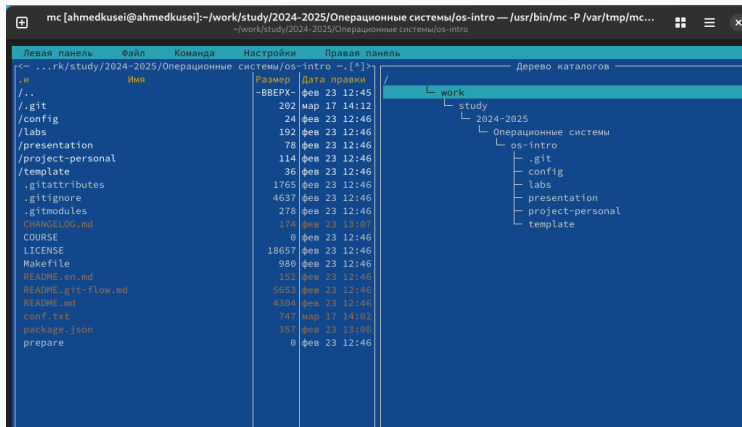 mc [ahmedkusei@ahmedkusei]:~/work/study/2024-2025/Операционные системы/os-intro — /usr/bin/mc -P /var/tmp/mc...
~/work/study/2024-2025/Операционные системы/os-intro
Левая панель Файл Команда Настройки Правая панель
<— ...rk/study/2024-2025/Операционные системы/os-intro —.[^]>
.и Имя Размер Дата правки
/.. -ВВЕРХ- фев 23 12:45
/.git 202 мар 17 14:12
/config 24 фев 23 12:46
/labs 192 фев 23 12:46
/presentation 78 фев 23 12:46
/project-personal 114 фев 23 12:46
/template 36 фев 23 12:46
.gitattributes 1765 фев 23 12:46
.gitignore 4637 фев 23 12:46
.gitmodules 278 фев 23 12:46
CHANGELOG.md 174 фев 23 13:07
COURSE 0 фев 23 12:46
LICENSE 18657 фев 23 12:46
Makefile 980 фев 23 12:46
README.en.md 152 фев 23 12:46
README.git-flow.md 5653 фев 23 12:46
README.md 4304 фев 23 12:46
conf.txt 747 мар 17 14:02
package.json 357 фев 23 13:06
prepare 0 фев 23 12:46
Дерево каталогов
/
work
study
2024-2025
Операционные системы
os-intro
.git
config
labs
presentation
project-personal
template